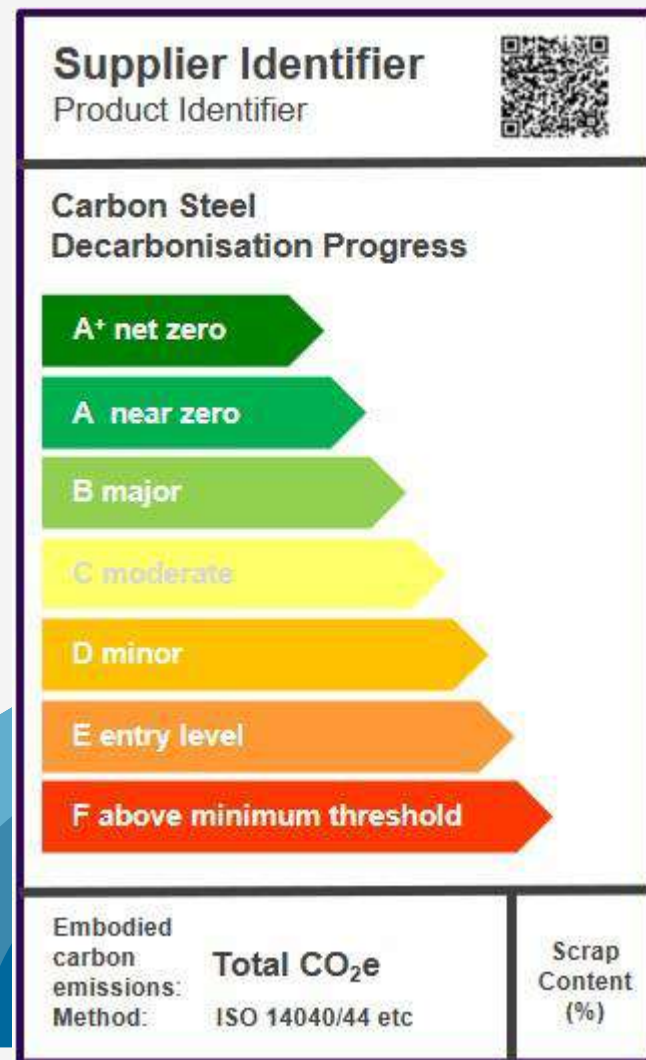 Supplier Identifier
Product Identifier
Carbon Steel
Decarbonisation Progress
A⁺ net zero
A near zero
B major
C moderate
D minor
E entry level
F above minimum threshold
Embodied
carbon
emissions:
Total CO₂e
Method:
ISO 14040/44 etc
Scrap
Content
(%)